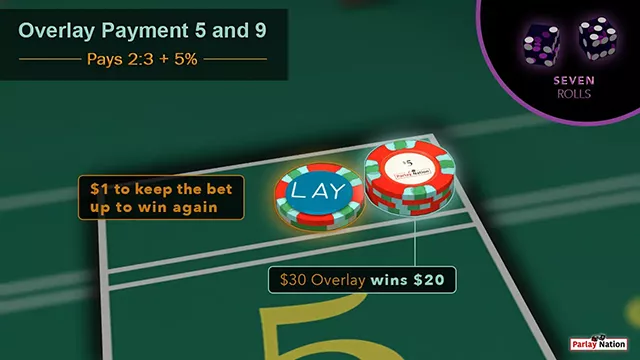 Overlay Payment 5 and 9
Pays 2:3 + 5%
SEVEN
ROLLS
$1 to keep the bet
up to win again
LAY
$5
Parlay Nation
$30 Overlay wins $20
5
Parlay Nation